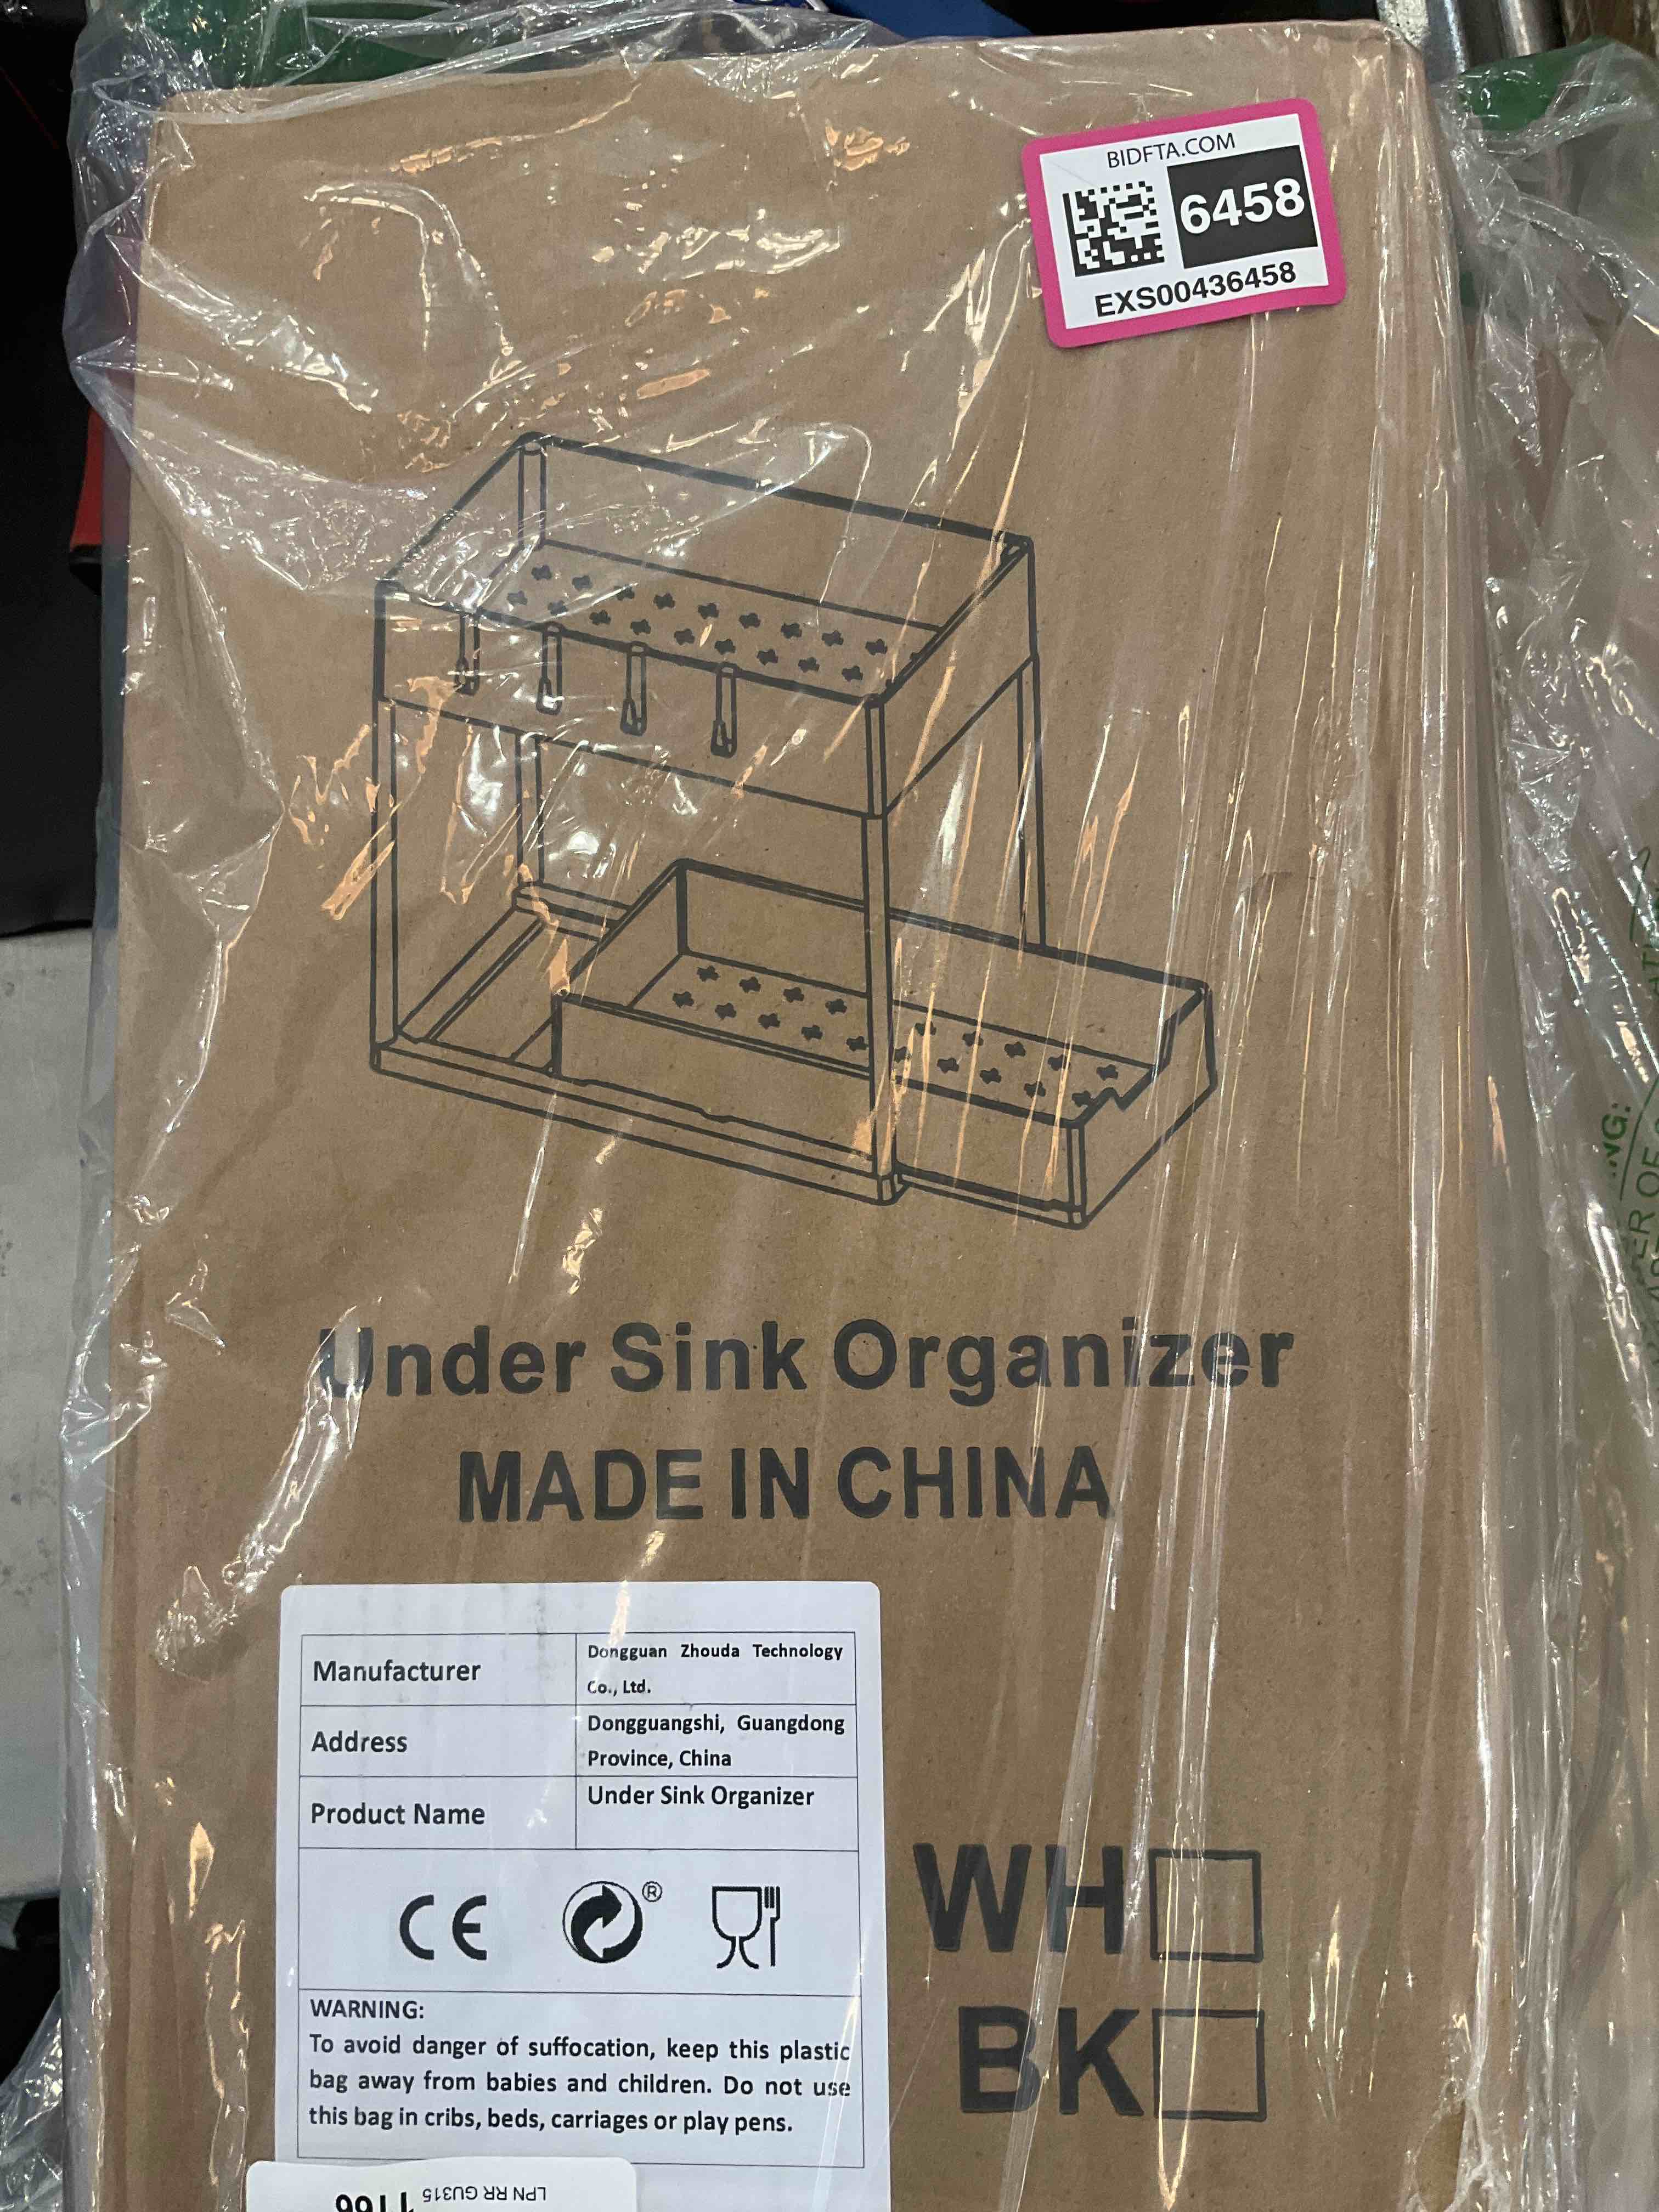 BIDFTA.COM
6458
EXS00436458
Under Sink Organizer
MADE IN CHINA
Manufacturer
Dongguan Zhouda Technology
Co., Ltd.
Address
Dongguangshi, Guangdong
Province, China
Product Name
Under Sink Organizer
CE
®
WARNING:
To avoid danger of suffocation, keep this plastic
bag away from babies and children. Do not use
this bag in cribs, beds, carriages or play pens.
WH
BK
LPN RR GU315